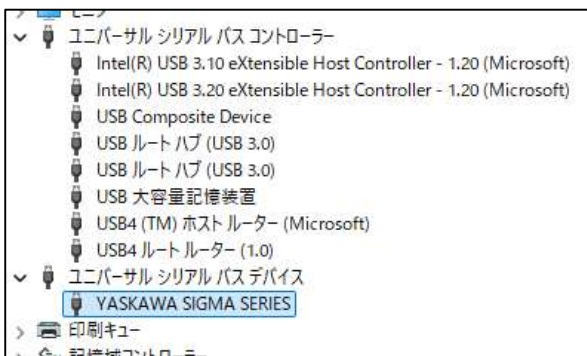 ユニバーサル シリアル バス コントローラー
Intel(R) USB 3.10 eXtensible Host Controller - 1.20 (Microsoft)
Intel(R) USB 3.20 eXtensible Host Controller - 1.20 (Microsoft)
USB Composite Device
USB ルート ハブ (USB 3.0)
USB ルート ハブ (USB 3.0)
USB 大容量記憶装置
USB4 (TM) ホスト ルーター (Microsoft)
USB4 ルート ルーター (1.0)
ユニバーサル シリアル バス デバイス
YASKAWA SIGMA SERIES
印刷キュー